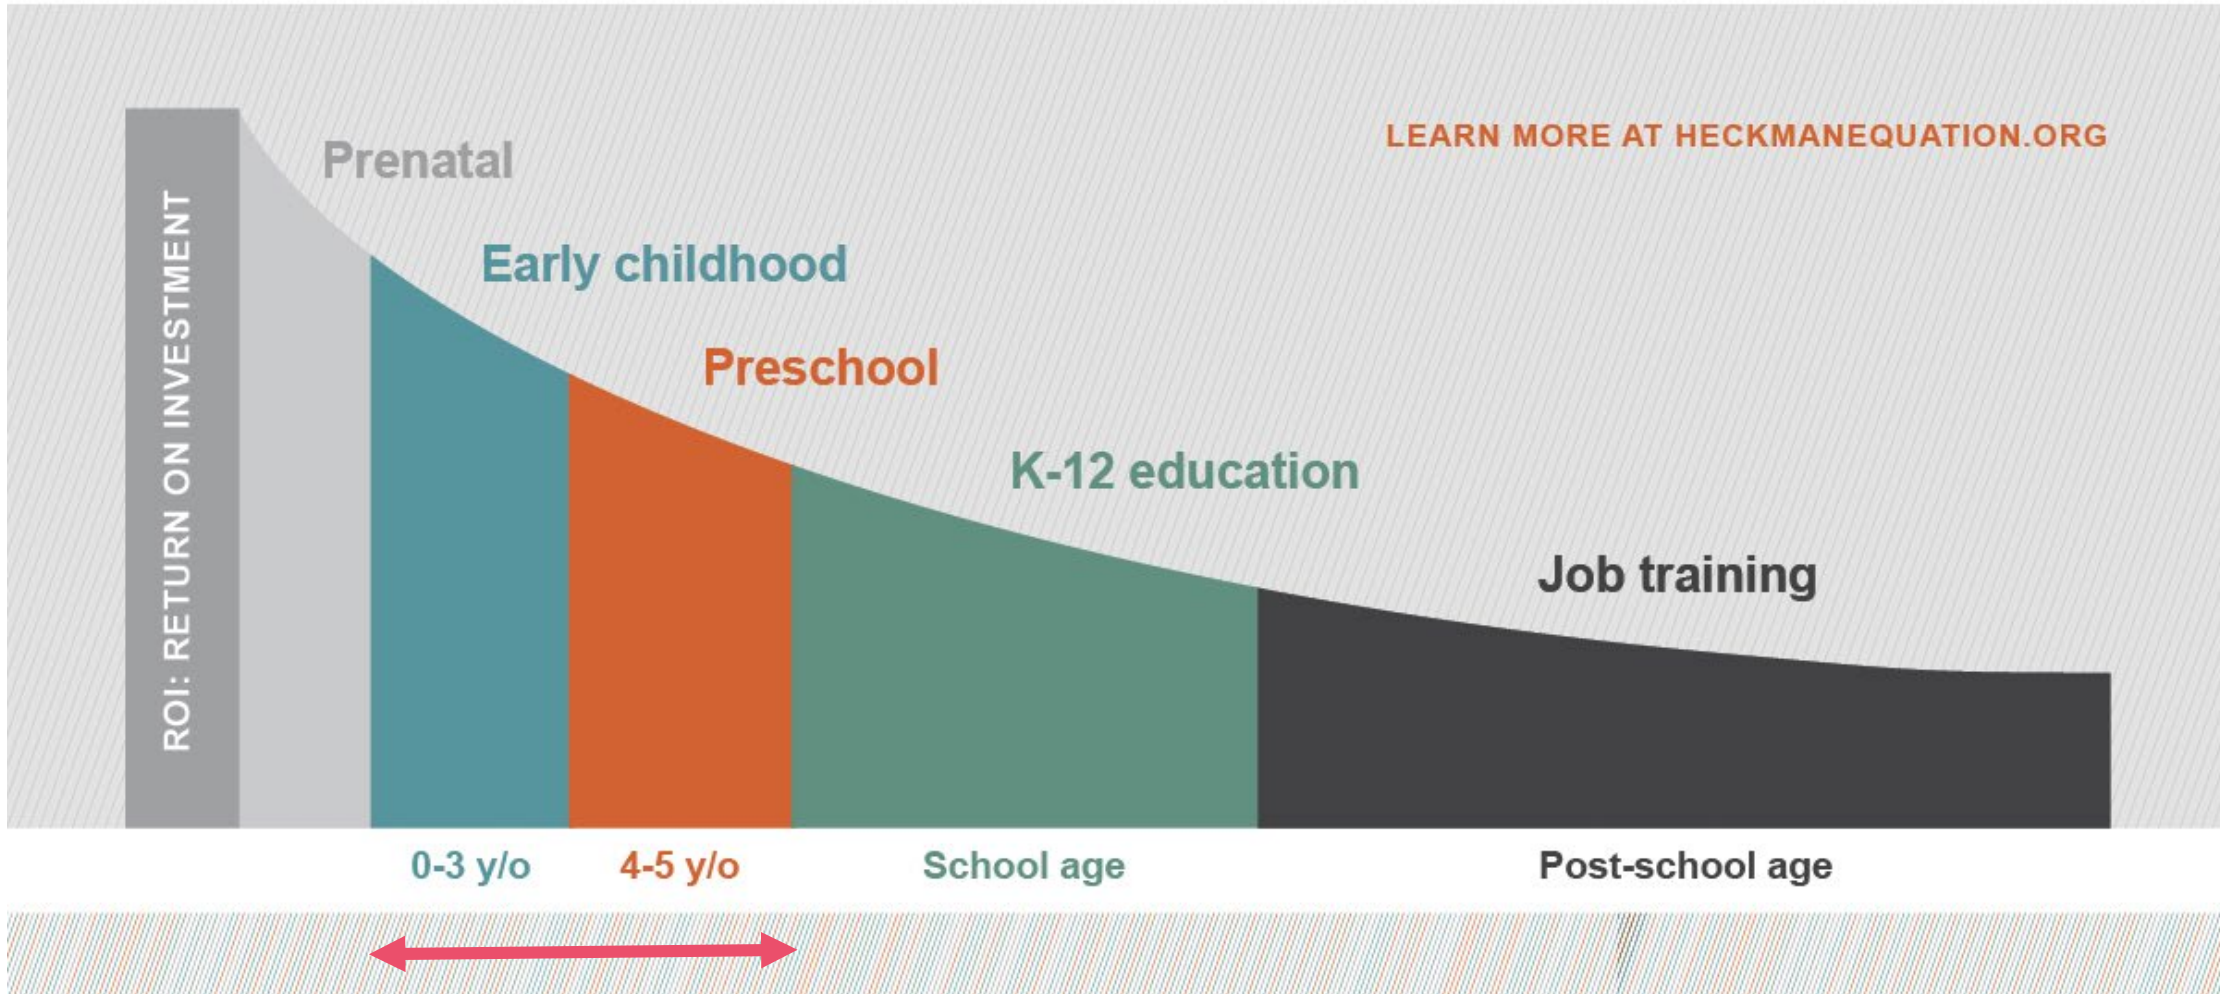 LEARN MORE AT HECKMANEQUATION.ORG
Prenatal
Early childhood
Preschool
K-12 education
Job training
ROI: RETURN ON INVESTMENT
0-3 y/o
4-5 y/o
School age
Post-school age